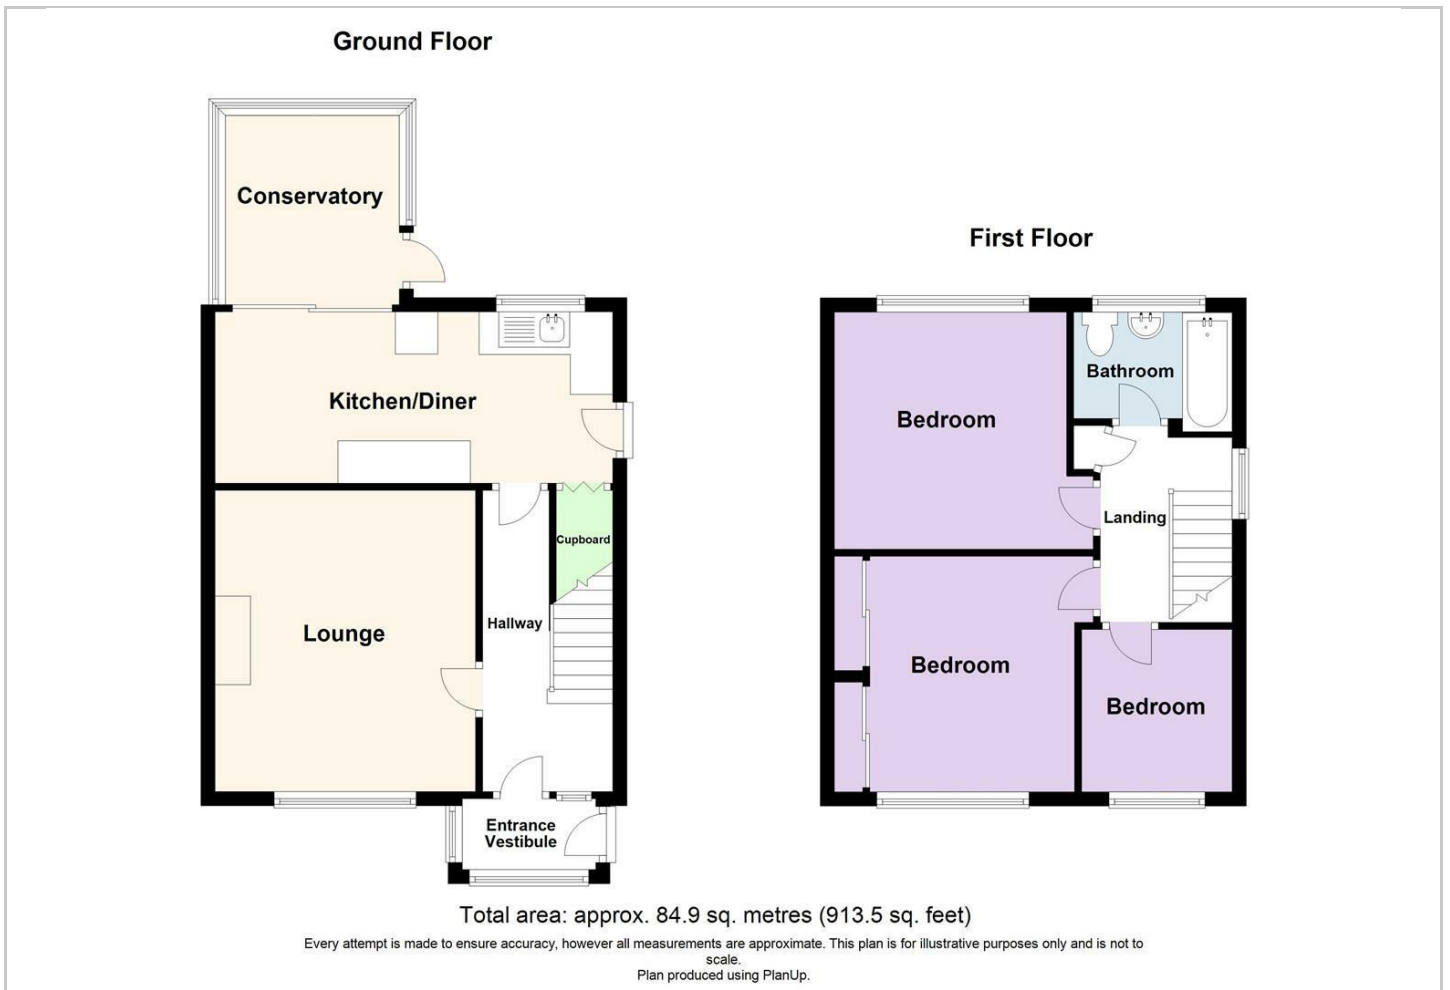 Ground Floor
Conservatory
Kitchen/Diner
Cupboard
Hallway
Lounge
Entrance
Vestibule
First Floor
Bedroom
Bathroom
Landing
Bedroom
Bedroom
Total area: approx. 84.9 sq. metres (913.5 sq. feet)
Every attempt is made to ensure accuracy, however all measurements are approximate. This plan is for illustrative purposes only and is not to
scale.
Plan produced using PlanUp.